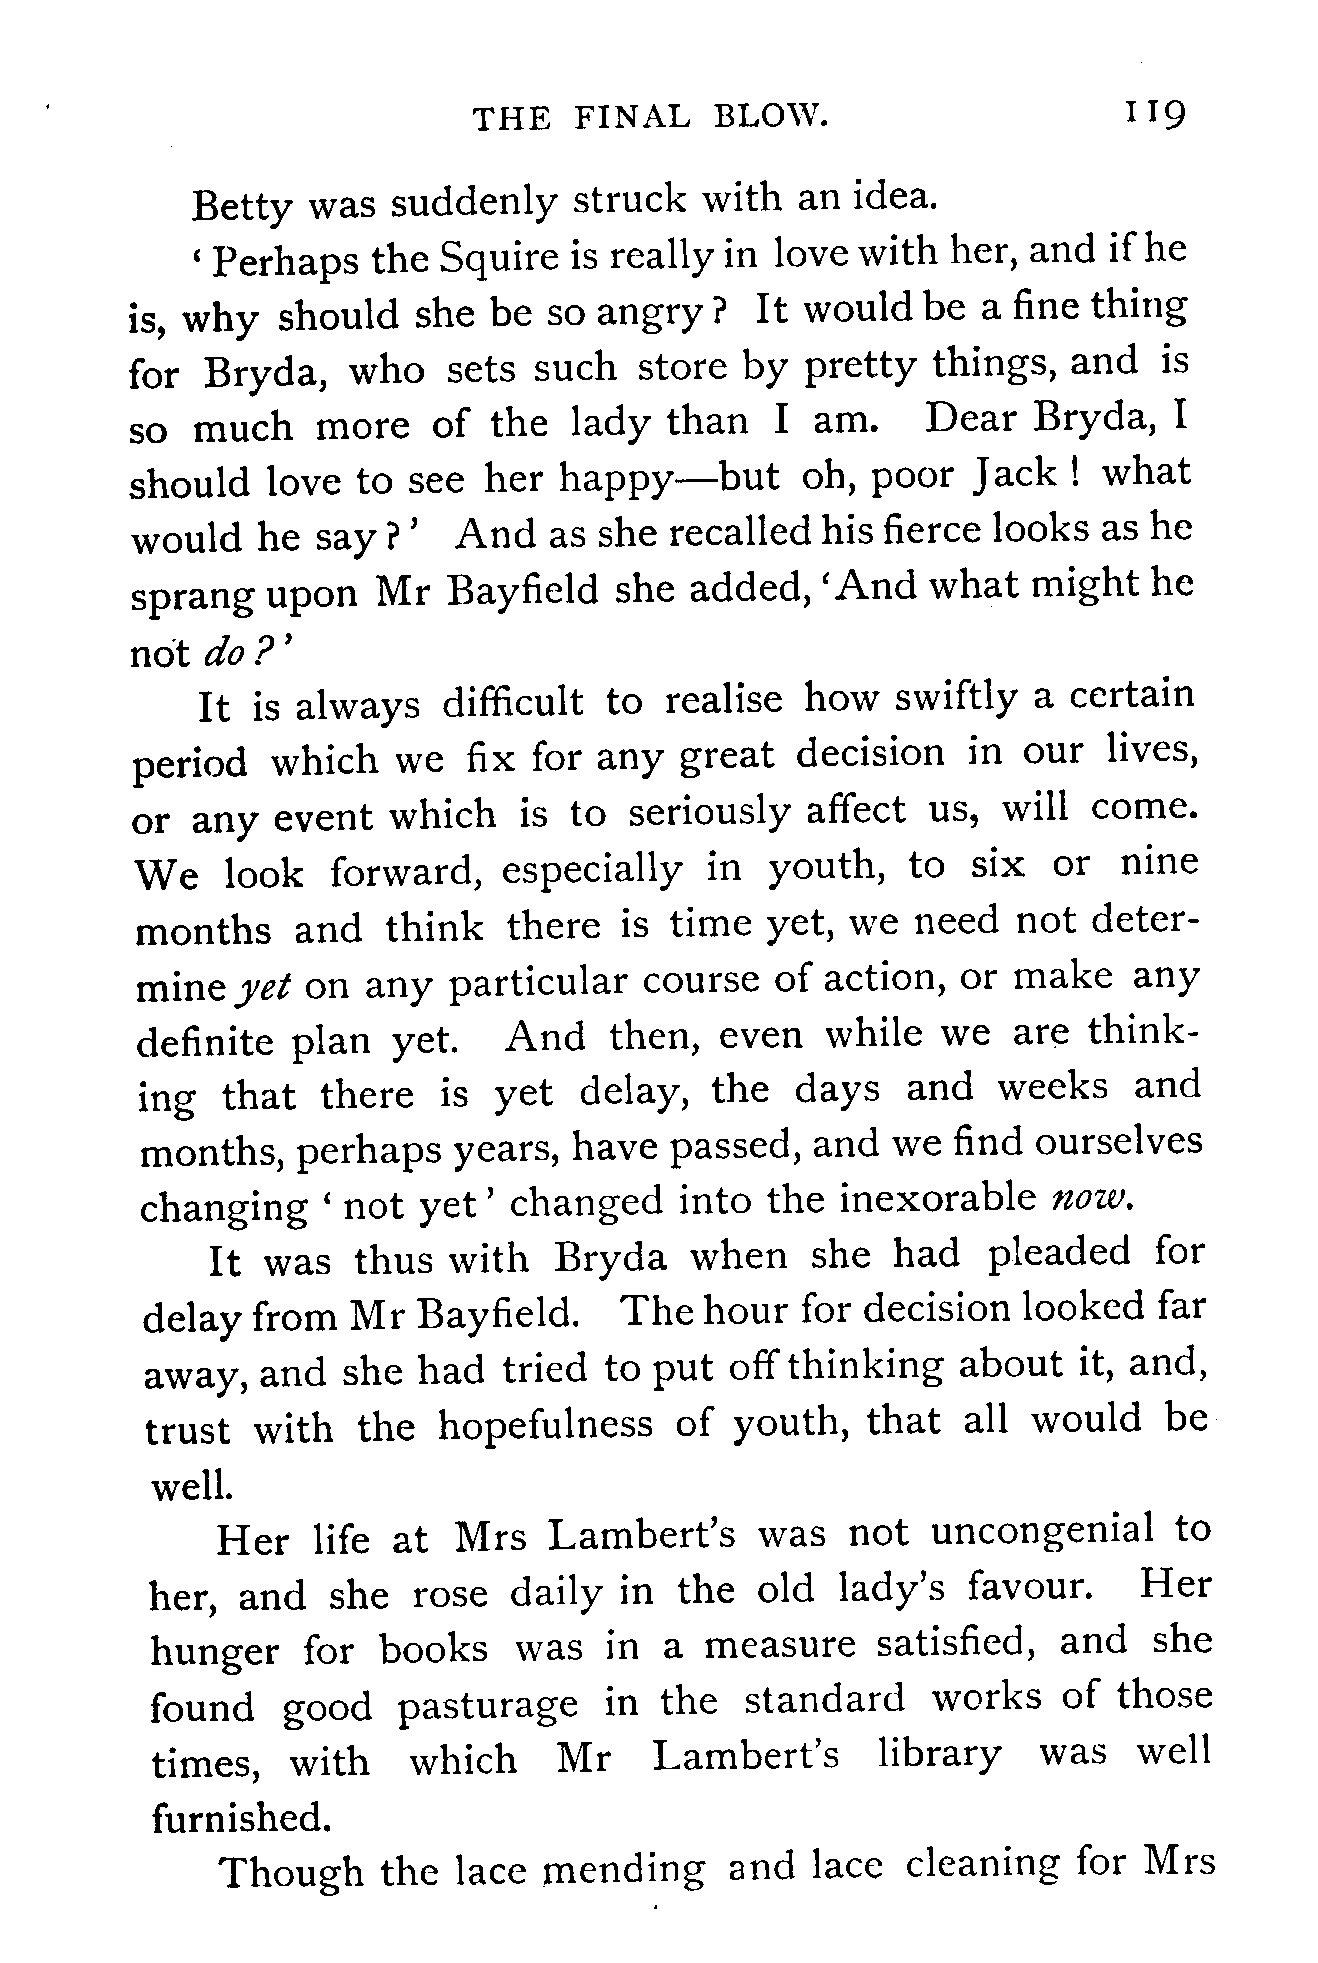 THE FINAL BLOW. 119
Betty was suddenly struck with an idea.
‘ Perhaps the Squire is really in love with her, and if he
is, why should she be so angry ? It would be a fine thing
for Bryda, who sets such store by pretty things, and is
so much more of the lady than I am. Dear Bryda, I
should love to see her happy—but oh, poor Jack ! what
would he say ? ’ And as she recalled his fierce looks as he
sprang upon Mr Bayfield she added, ‘ And what might he
not do ? ’
It is always difficult to realise how swiftly a certain
period which we fix for any great decision in our lives,
or any event which is to seriously affect us, will come.
We look forward, especially in youth, to six or nine
months and think there is time yet, we need not deter-
mine yet on any particular course of action, or make any
definite plan yet. And then, even while we are think-
ing that there is yet delay, the days and weeks and
months, perhaps years, have passed, and we find ourselves
changing ‘ not yet ’ changed into the inexorable now.
It was thus with Bryda when she had pleaded for
delay from Mr Bayfield. The hour for decision looked far
away, and she had tried to put off thinking about it, and,
trust with the hopefulness of youth, that all would be
well.
Her life at Mrs Lambert’s was not uncongenial to
her, and she rose daily in the old lady’s favour. Her
hunger for books was in a measure satisfied, and she
found good pasturage in the standard works of those
times, with which Mr Lambert’s library was well
furnished.
Though the lace mending and lace cleaning for Mrs